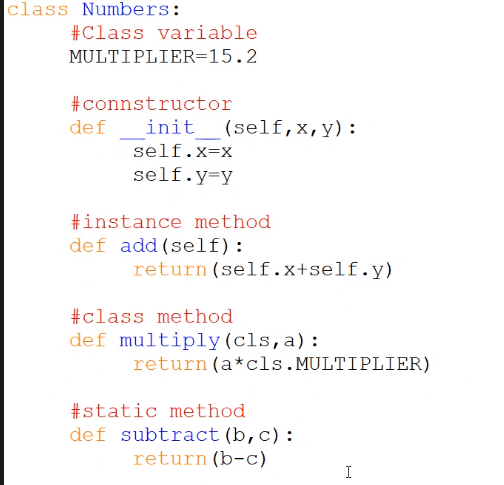 class Numbers:
#Class variable
MULTIPLIER=15.2
#connstructor
def __init__(self,x,y):
self.x=x
self.y=y
#instance method
def add(self):
return(self.x+self.y)
#class method
def multiply(cls,a):
return(a*cls.MULTIPLIER)
#static method
def subtract(b,c):
return(b-c)